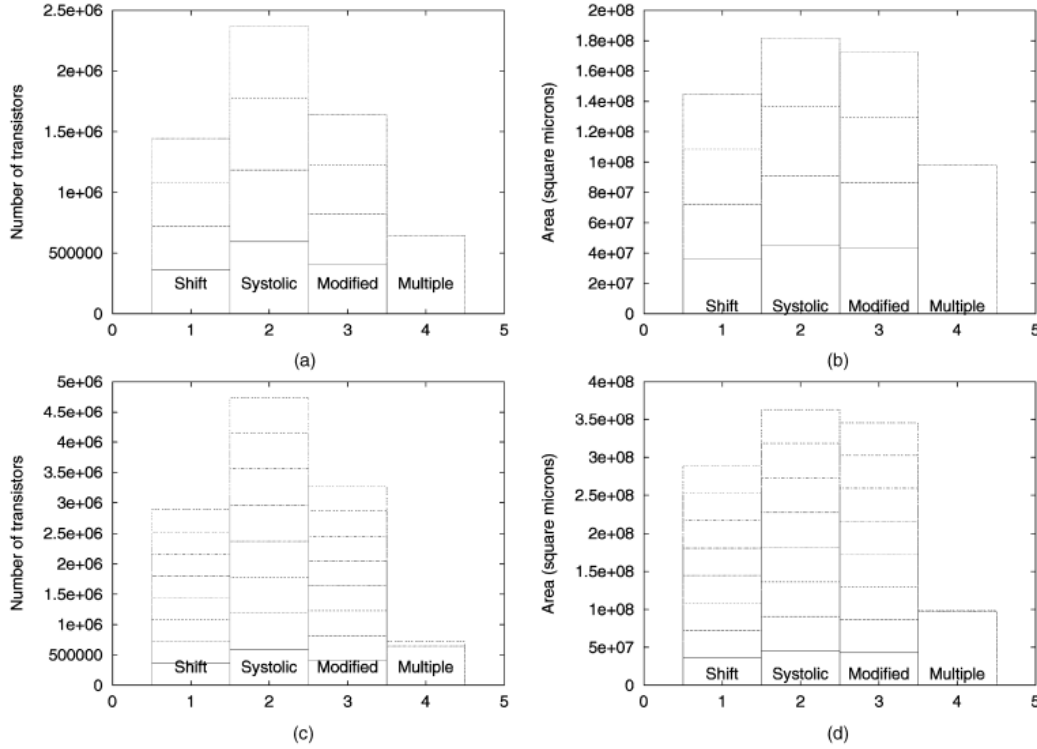 Number of transistors
2.5e+06
2e+06
1.5e+06
1e+06
500000
0
Shift Systolic Modified Multiple
0 1 2 3 4 5
(a)
Area (square microns)
2e+08
1.8e+08
1.6e+08
1.4e+08
1.2e+08
1e+08
8e+07
6e+07
4e+07
2e+07
0
Shift Systolic Modified Multiple
0 1 2 3 4 5
(b)
Number of transistors
5e+06
4.5e+06
4e+06
3.5e+06
3e+06
2.5e+06
2e+06
1.5e+06
1e+06
500000
0
Shift Systolic Modified Multiple
0 1 2 3 4 5
(c)
Area (square microns)
4e+08
3.5e+08
3e+08
2.5e+08
2e+08
1.5e+08
1e+08
5e+07
0
Shift Systolic Modified Multiple
0 1 2 3 4 5
(d)